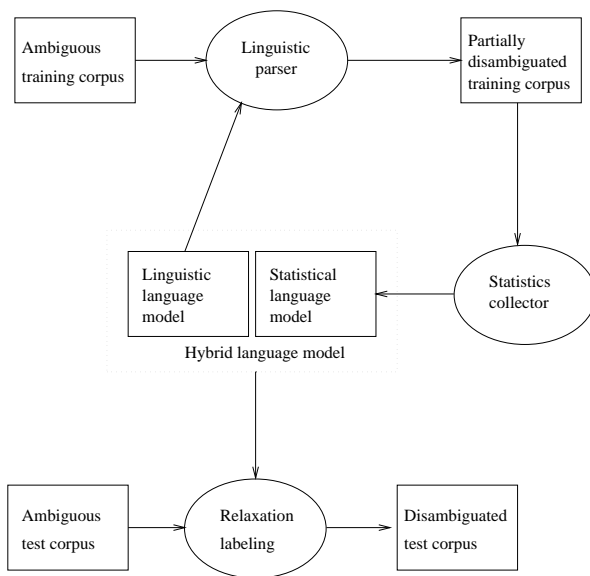 Ambiguous
training corpus
Linguistic
parser
Partially
disambiguated
training corpus
Linguistic
language
model
Statistical
language
model
Statistics
collector
Hybrid language model
Ambiguous
test corpus
Relaxation
labeling
Disambiguated
test corpus